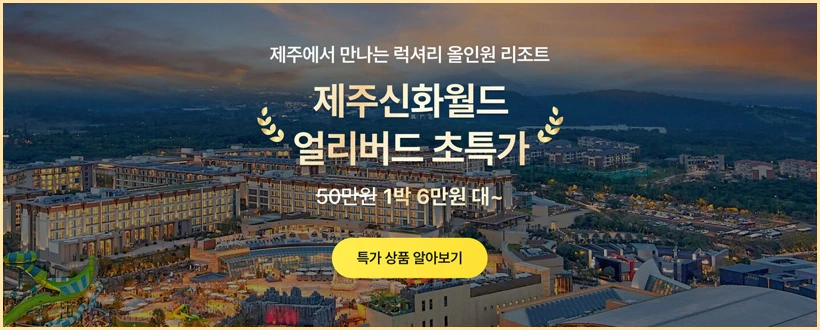 제주에서 만나는 럭셔리 올인원 리조트
제주신화월드
얼리버드 초특가
50만원 1박 6만원 대~
특가 상품 알아보기